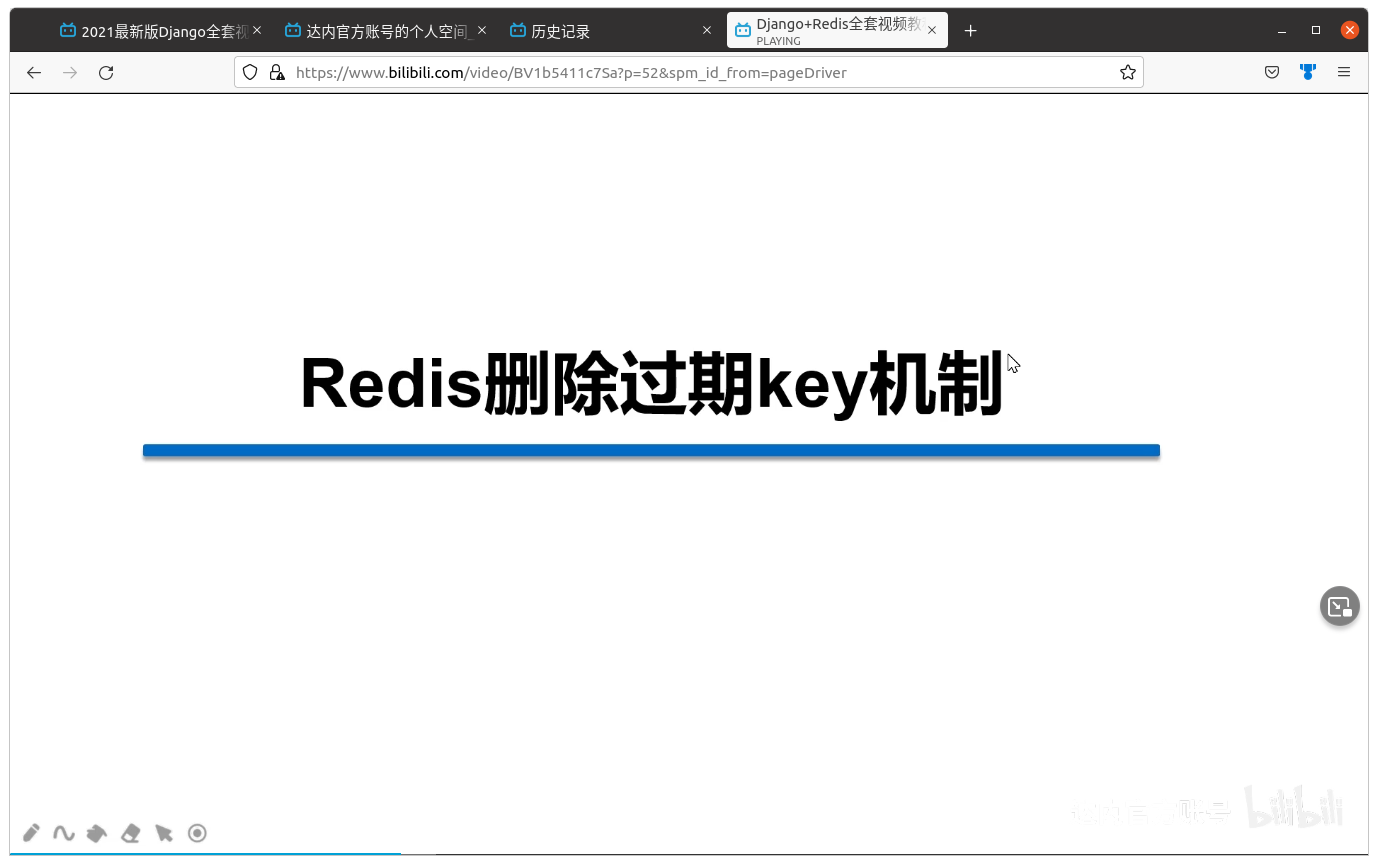 2021最新版Django全套视
达内官方账号的个人空间_
历史记录
Django+Redis全套视频教
PLAYING
https://www.bilibili.com/video/BV1b5411c7Sa?p=52&spm_id_from=pageDriver
Redis删除过期key机制
达内官方账号 bilibili